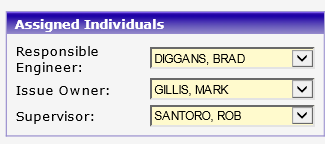 Assigned Individuals
Responsible
Engineer:
DIGGANS, BRAD
Issue Owner:
GILLIS, MARK
Supervisor:
SANTORO, ROB